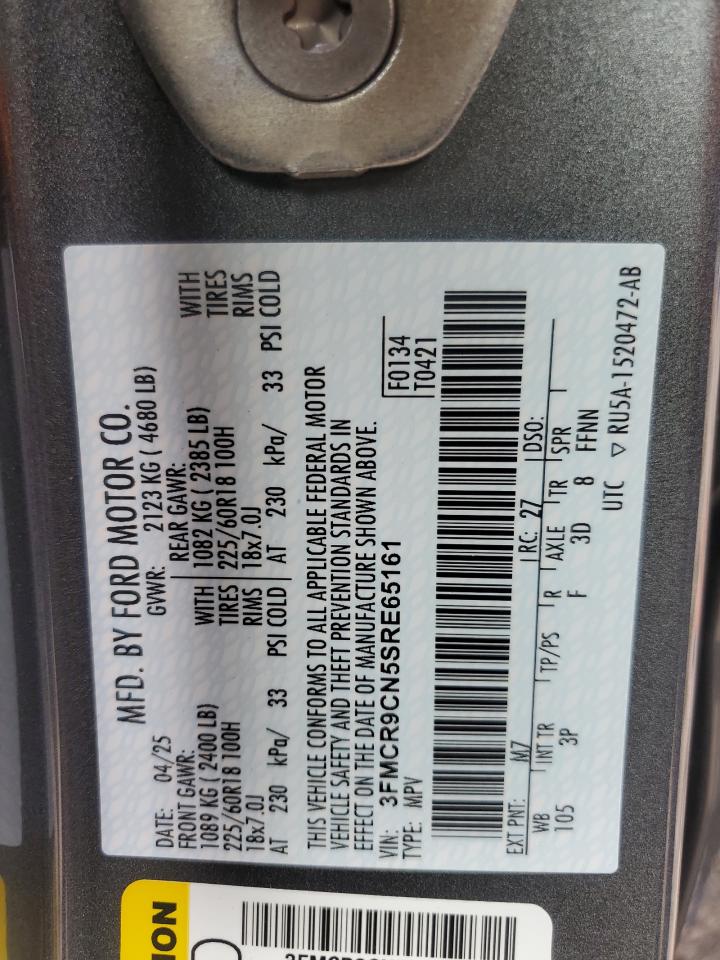 MFD. BY FORD MOTOR CO.
DATE: 04/25 GVWR: 2123 KG ( 4680 LB)
FRONT GAWR: REAR GAWR:
1089 KG ( 2400 LB) WITH 1082 KG ( 2385 LB) WITH
225/60R18 100H TIRES 225/60R18 100H TIRES
18x7.0J RIMS 18x7.0J RIMS
AT 230 kPa/ 33 PSI COLD AT 230 kPa/ 33 PSI COLD
THIS VEHICLE CONFORMS TO ALL APPLICABLE FEDERAL MOTOR
VEHICLE SAFETY AND THEFT PREVENTION STANDARDS IN
EFFECT ON THE DATE OF MANUFACTURE SHOWN ABOVE.
VIN: 3FMCR9CN5SRE65161
TYPE: MPV
F0134
T0421
EXT PNT: M7 RC: 27 DSO:
WB INT TR TP/PS R AXLE TR SPR
105 3P F 3D 8 FFNN
UTC ▽ RU5A-1520472-AB